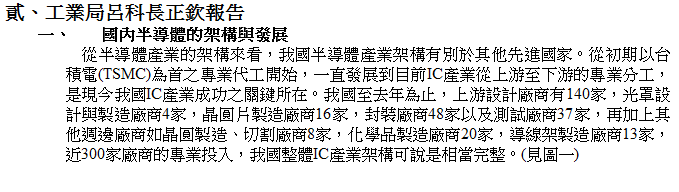 貳、工業局呂科長正欽報告
一、 國內半導體的架構與發展
從半導體產業的架構來看，我國半導體產業架構有別於其他先進國家。從初期以台
積電(TSMC)為首之專業代工開始，一直發展到目前IC產業從上游至下游的專業分工，
是現今我國IC產業成功之關鍵所在。我國至去年為止，上游設計廠商有140家，光罩設
計與製造廠商4家，晶圓片製造廠商16家，封裝廠商48家以及測試廠商37家，再加上其
他週邊廠商如晶圓製造、切割廠商8家，化學品製造廠商20家，導線架製造廠商13家，
近300家廠商的專業投入，我國整體IC產業架構可說是相當完整。(見圖一)